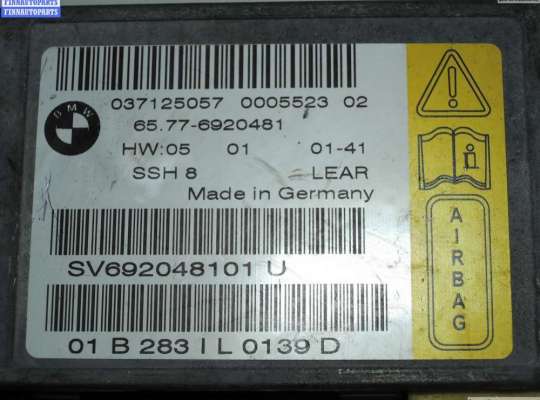 FINNAUTOPARTS
BMW
037125057 0005523 02
65.77-6920481
HW:05 01 01-41
SSH 8 LEAR
Made in Germany
SV692048101 U
01 B 283 I L 0139 D
AIRBAG